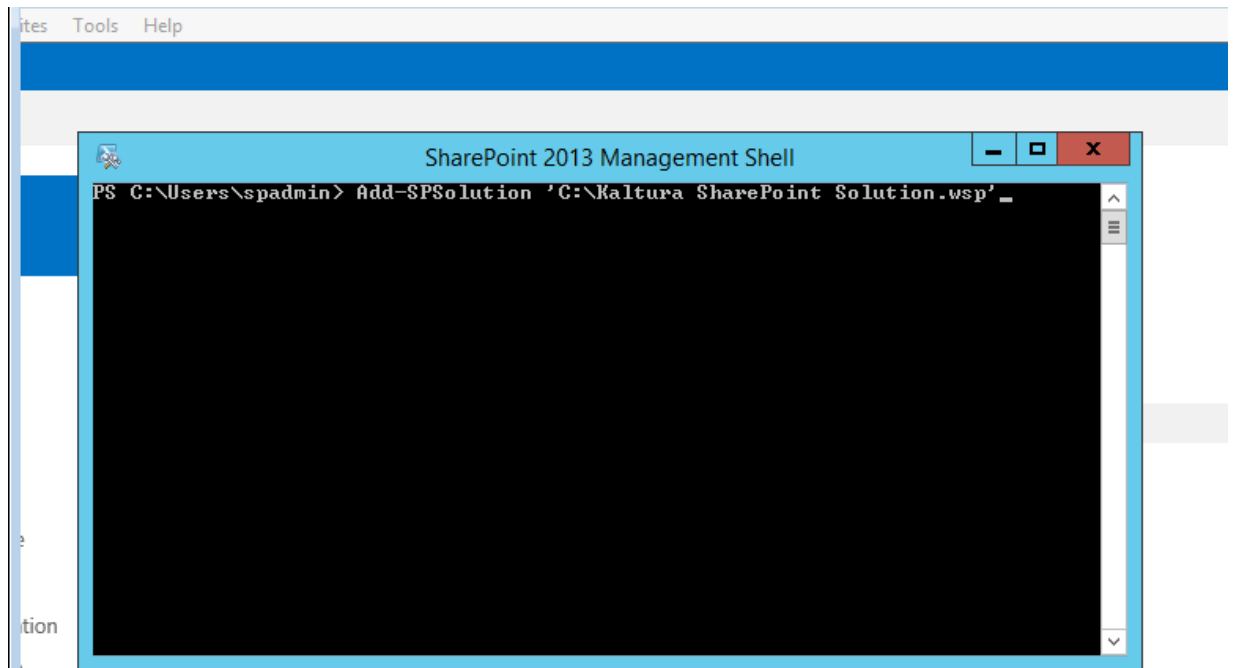 ites Tools Help
SharePoint 2013 Management Shell
PS C:\Users\spadmin> Add-SPSolution 'C:\Kaltura SharePoint Solution.wsp'_
e
tion